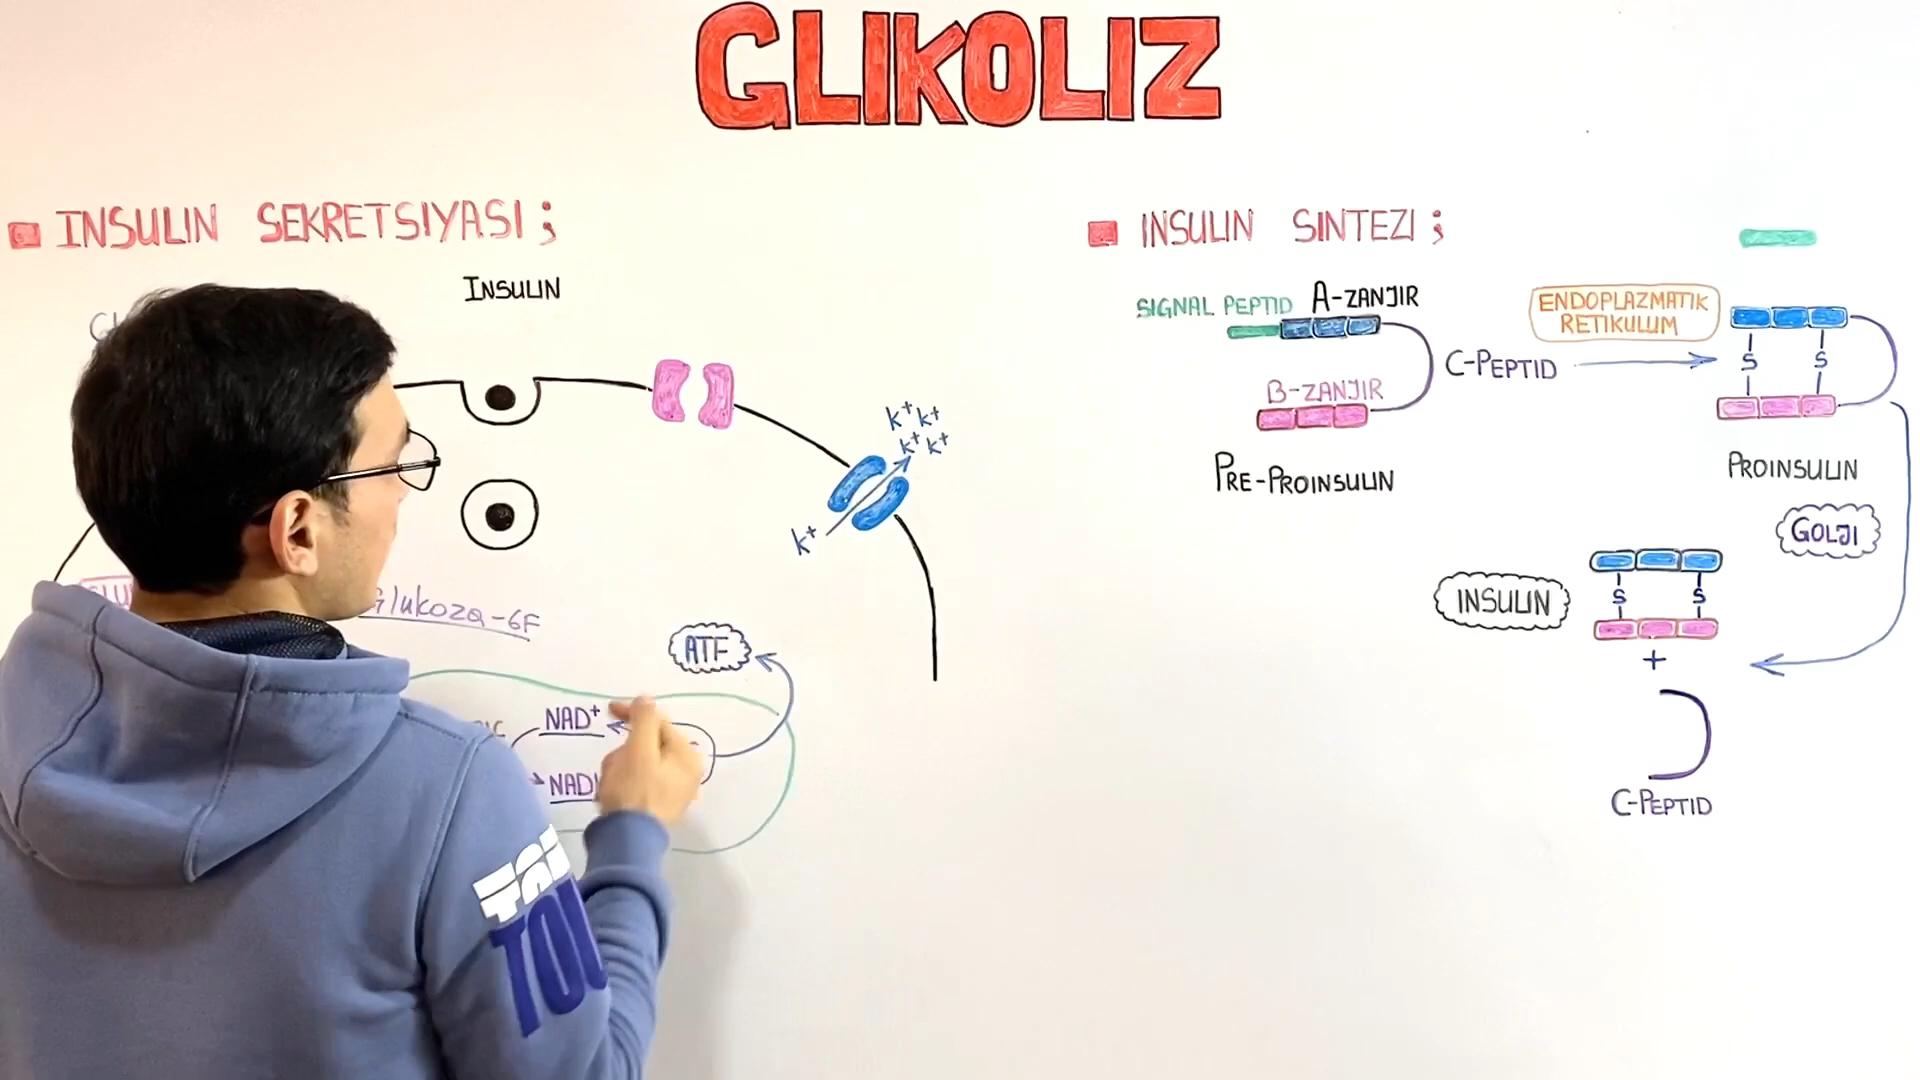 GLIKOLIZ
INSULIN SEKRETSIYASI ;
INSULIN
K+ K+
K+ K+
K+
Glukoza-6F
ATF
NAD+
INSULIN SINTEZI ;
SIGNAL PEPTID
A-ZANJIR
C-PEPTID
B-ZANJIR
PRE-PROINSULIN
ENDOPLAZMATIK
RETIKULUM
S S
PROINSULIN
GOLJI
INSULIN
S S
+
C-PEPTID